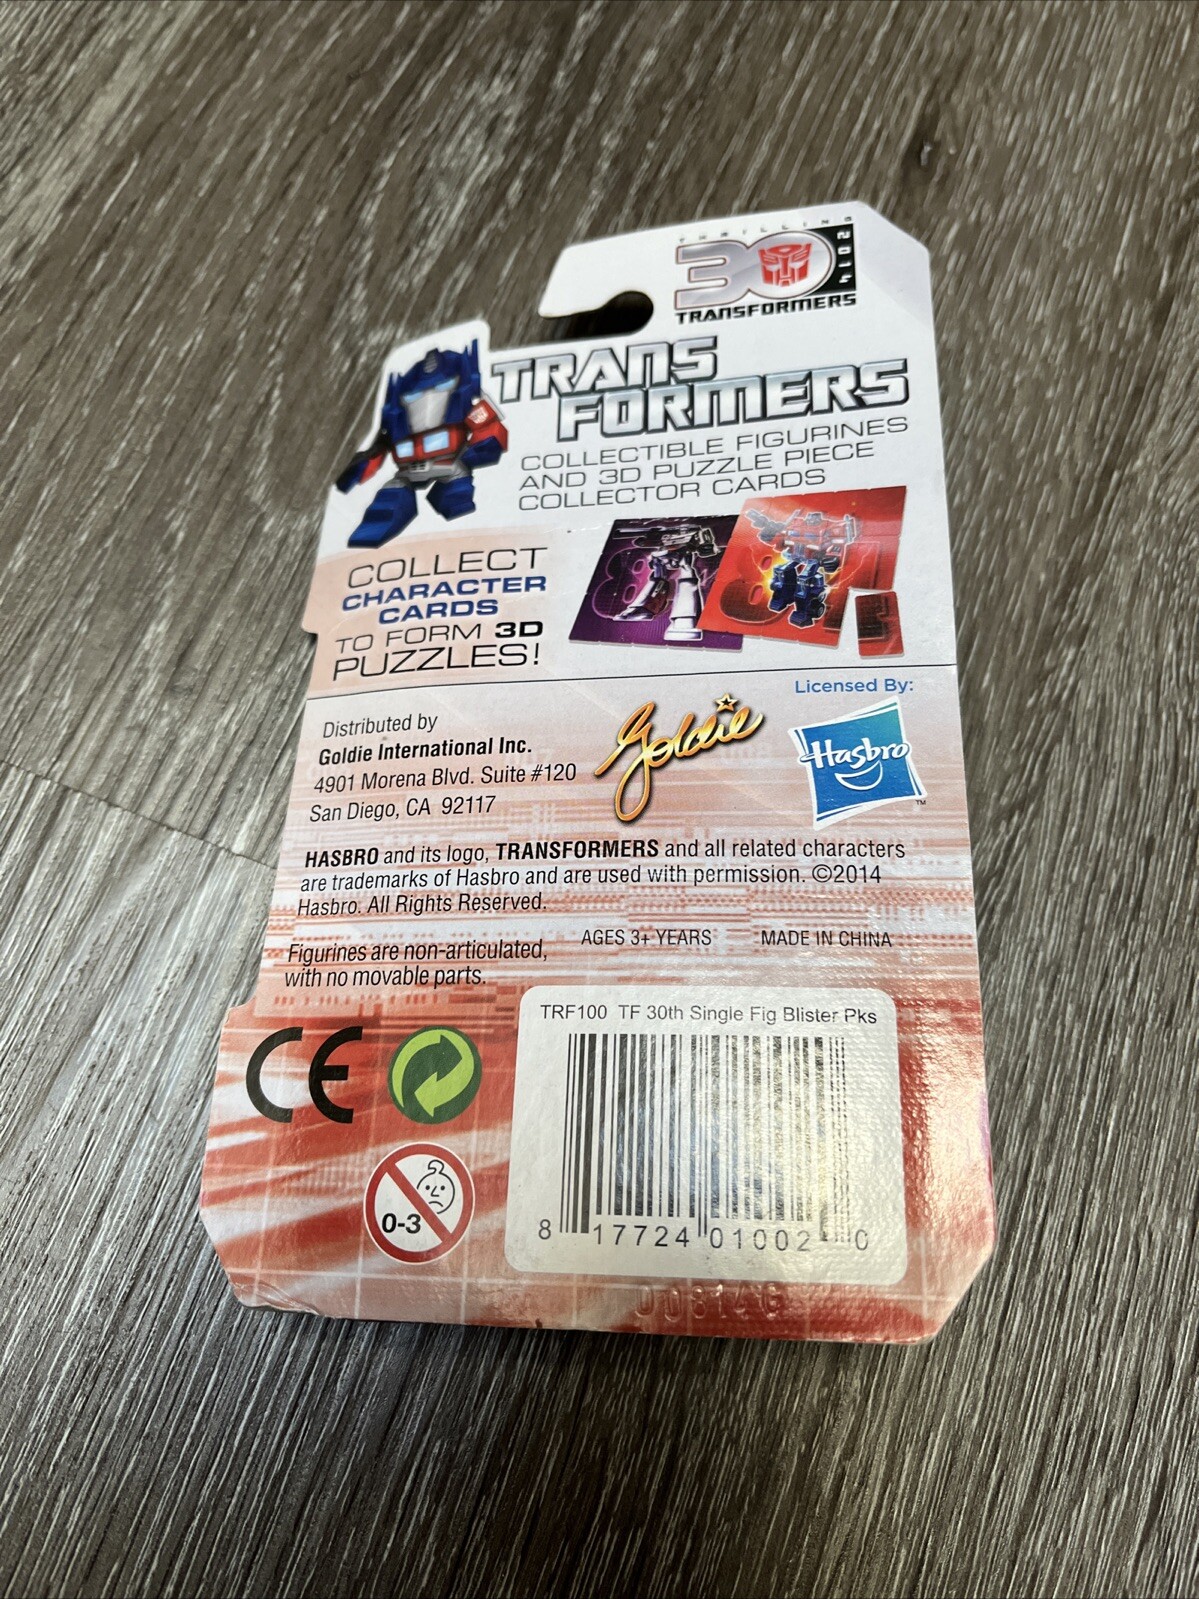 THRILLING
30
2014
TRANSFORMERS
TRANS
FORMERS
COLLECTIBLE FIGURINES
AND 3D PUZZLE PIECE
COLLECTOR CARDS
COLLECT
CHARACTER
CARDS
TO FORM 3D
PUZZLES!
Distributed by
Goldie International Inc.
4901 Morena Blvd. Suite #120
San Diego, CA 92117
Goldie
Licensed By:
Hasbro
TM
HASBRO and its logo, TRANSFORMERS and all related characters
are trademarks of Hasbro and are used with permission. ©2014
Hasbro. All Rights Reserved.
Figurines are non-articulated,
with no movable parts.
AGES 3+ YEARS MADE IN CHINA
CE
0-3
TRF100 TF 30th Single Fig Blister Pks
8 17724 01002 0